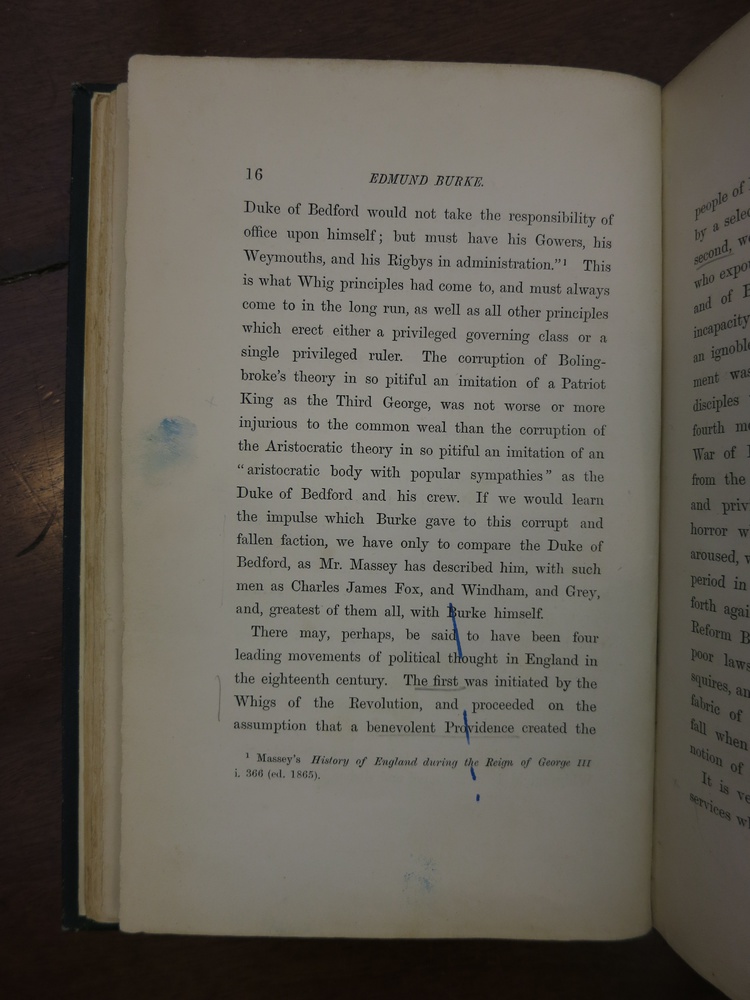 16
EDMUND BURKE.
Duke of Bedford would not take the responsibility of
office upon himself; but must have his Gowers, his
Weymouths, and his Rigbys in administration."¹ This
is what Whig principles had come to, and must always
come to in the long run, as well as all other principles
which erect either a privileged governing class or a
single privileged ruler. The corruption of Boling-
broke's theory in so pitiful an imitation of a Patriot
King as the Third George, was not worse or more
injurious to the common weal than the corruption of
the Aristocratic theory in so pitiful an imitation of an
"aristocratic body with popular sympathies" as the
Duke of Bedford and his crew. If we would learn
the impulse which Burke gave to this corrupt and
fallen faction, we have only to compare the Duke of
Bedford, as Mr. Massey has described him, with such
men as Charles James Fox, and Windham, and Grey,
and, greatest of them all, with Burke himself.
There may, perhaps, be said to have been four
leading movements of political thought in England in
the eighteenth century. The first was initiated by the
Whigs of the Revolution, and proceeded on the
assumption that a benevolent Providence created the
¹ Massey's History of England during the Reign of George III
i. 366 (ed. 1865).
people of
by a selec
second, w
who expo
and of B
incapacity
an ignoble
ment was
disciples
fourth m
War of
from the
and priv
horror w
aroused, w
period in
forth agai
Reform B
poor laws
squires, an
fabric of
fall when
notion of
It is ve
services w